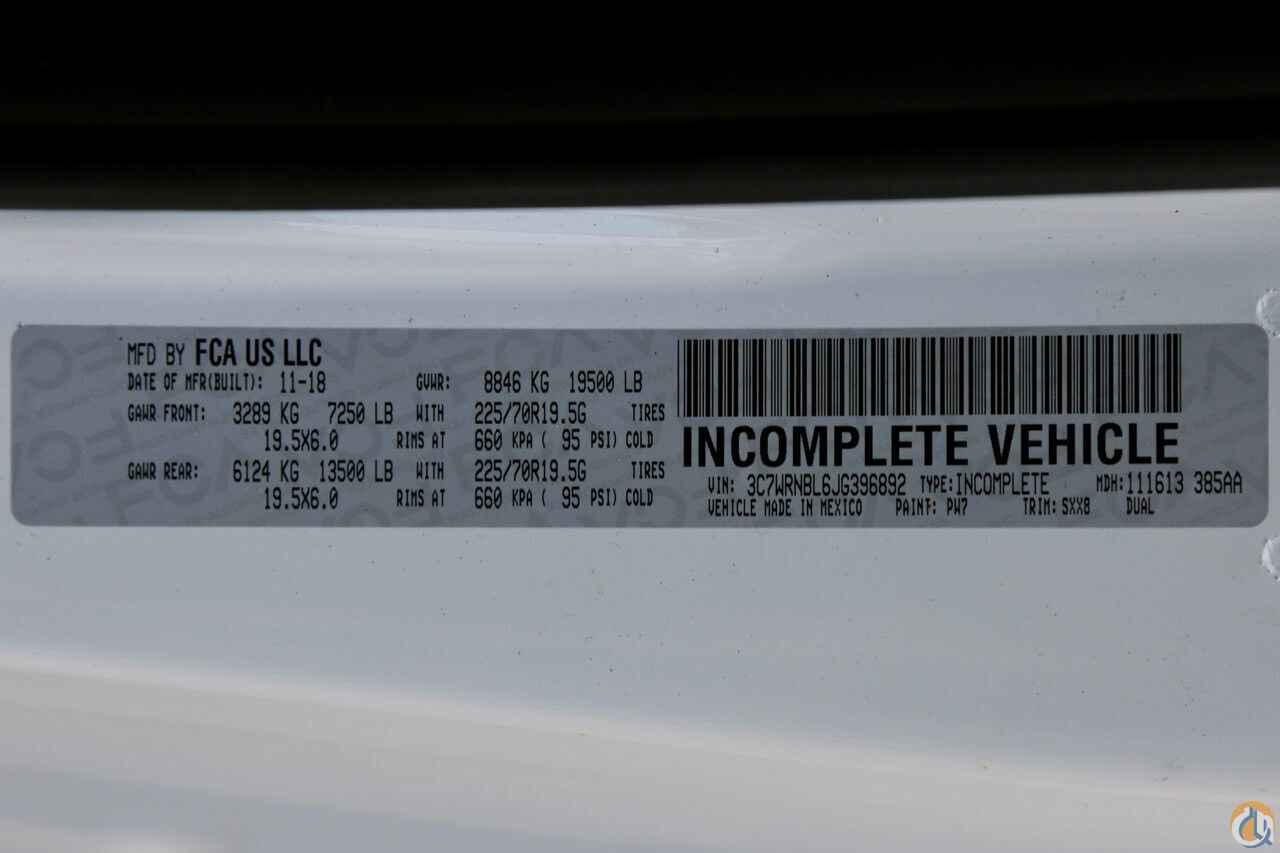 MFD BY FCA US LLC
DATE OF MFR(BUILT): 11-18 GVWR: 8846 KG 19500 LB
GAWR FRONT: 3289 KG 7250 LB WITH 225/70R19.5G TIRES
19.5X6.0 RIMS AT 660 KPA ( 95 PSI) COLD
GAWR REAR: 6124 KG 13500 LB WITH 225/70R19.5G TIRES
19.5X6.0 RIMS AT 660 KPA ( 95 PSI) COLD
INCOMPLETE VEHICLE
VIN: 3C7WRNBL6JG396892 TYPE:INCOMPLETE MDH:111613 385AA
VEHICLE MADE IN MEXICO PAINT: PW7 TRIM: SXX8 DUAL